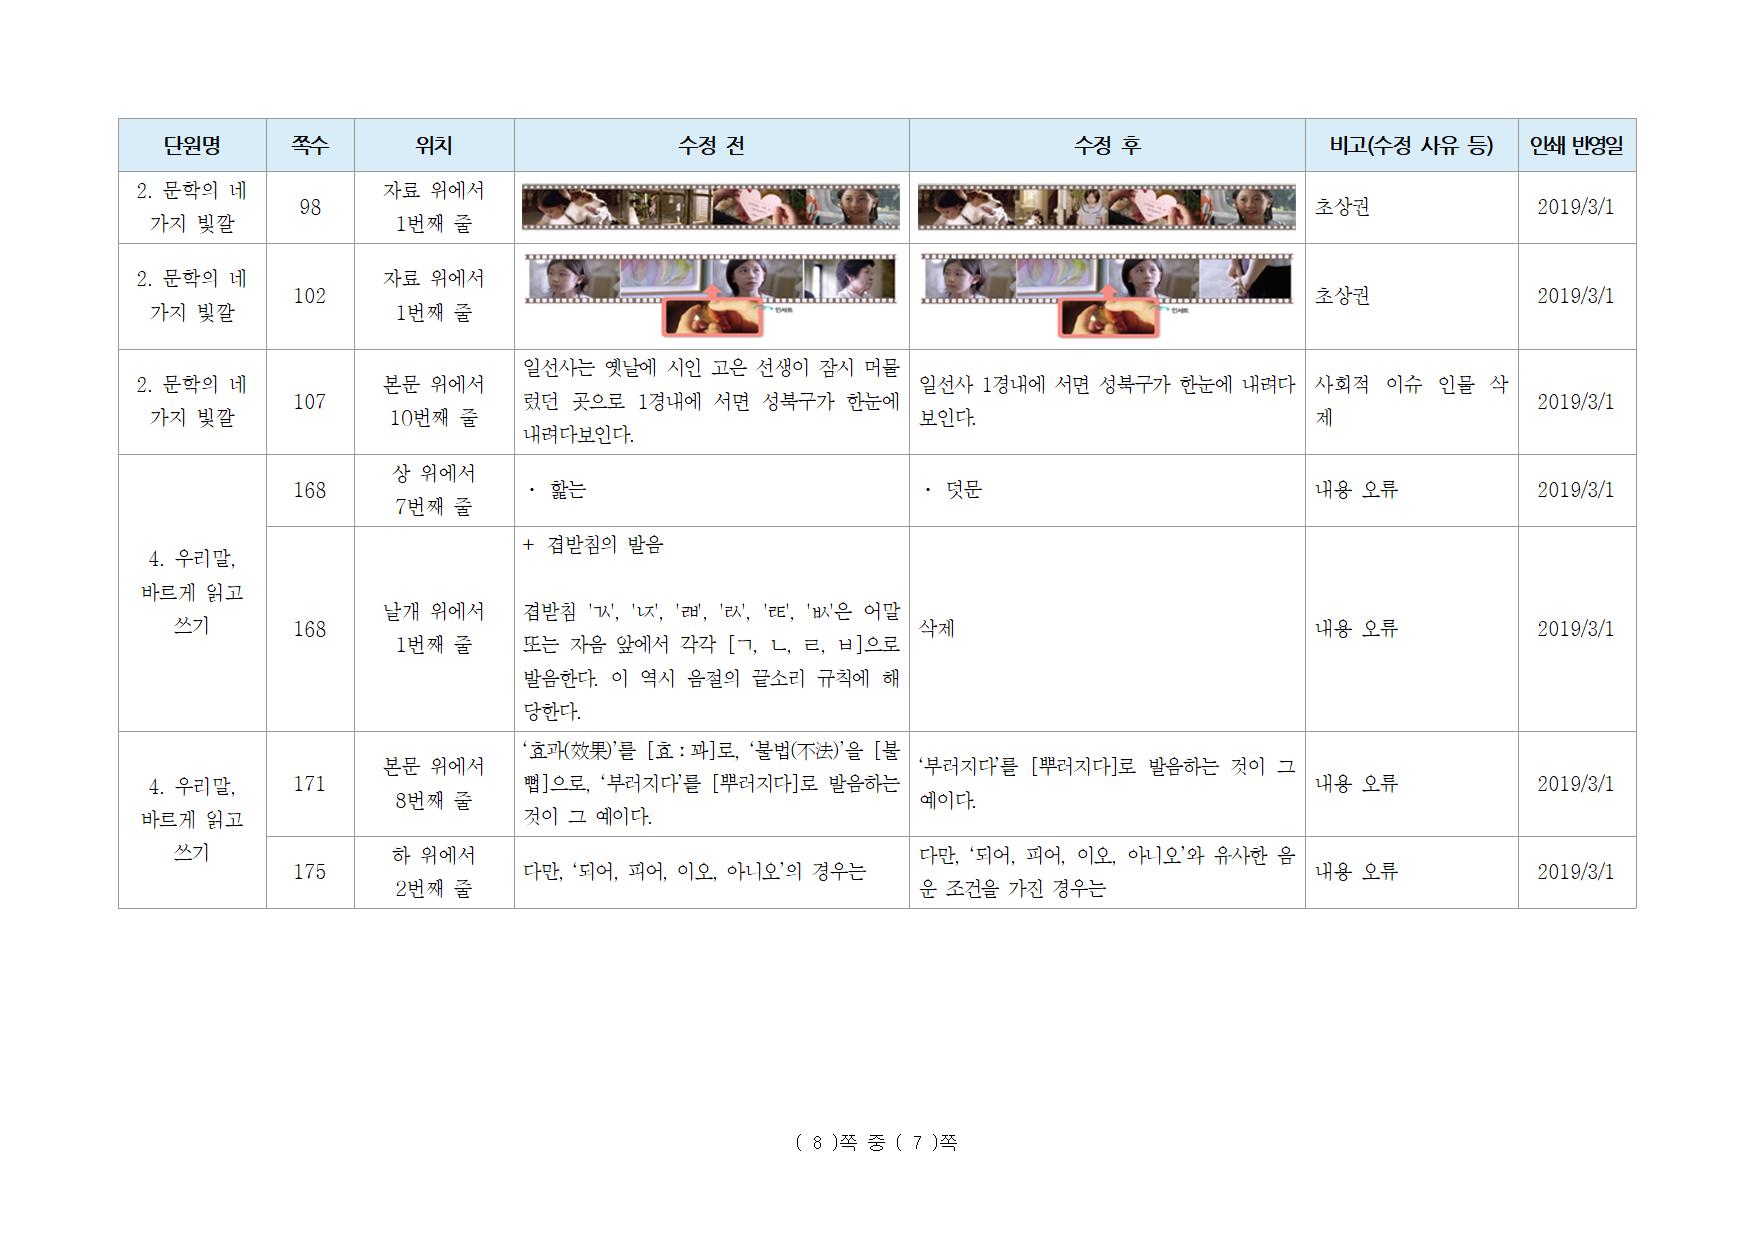 단원명 쪽수 위치 수정 전 수정 후 비고(수정 사유 등) 인쇄 반영일
2. 문학의 네
가지 빛깔
98
자료 위에서
1번째 줄
초상권
2019/3/1
2. 문학의 네
가지 빛깔
102
자료 위에서
1번째 줄
인세트
인세트
초상권
2019/3/1
2. 문학의 네
가지 빛깔
107
본문 위에서
10번째 줄
일선사는 옛날에 시인 고은 선생이 잠시 머물
렀던 곳으로 1경내에 서면 성북구가 한눈에
내려다보인다.
일선사 1경내에 서면 성북구가 한눈에 내려다
보인다.
사회적 이슈 인물 삭
제
2019/3/1
4. 우리말,
바르게 읽고
쓰기
168
상 위에서
7번째 줄
· 핥는
· 덧문
내용 오류
2019/3/1
168
날개 위에서
1번째 줄
+ 겹받침의 발음
겹받침 'ㄳ', 'ㄵ', 'ㄼ', 'ㄽ', 'ㄾ', 'ㅄ'은 어말
또는 자음 앞에서 각각 [ㄱ, ㄴ, ㄹ, ㅂ]으로
발음한다. 이 역시 음절의 끝소리 규칙에 해
당한다.
삭제
내용 오류
2019/3/1
4. 우리말,
바르게 읽고
쓰기
171
본문 위에서
8번째 줄
‘효과(效果)’를 [효ː꽈]로, ‘불법(不法)’을 [불
뻡]으로, ‘부러지다’를 [뿌러지다]로 발음하는
것이 그 예이다.
‘부러지다’를 [뿌러지다]로 발음하는 것이 그
예이다.
내용 오류
2019/3/1
175
하 위에서
2번째 줄
다만, ‘되어, 피어, 이오, 아니오’의 경우는
다만, ‘되어, 피어, 이오, 아니오’와 유사한 음
운 조건을 가진 경우는
내용 오류
2019/3/1
( 8 )쪽 중 ( 7 )쪽